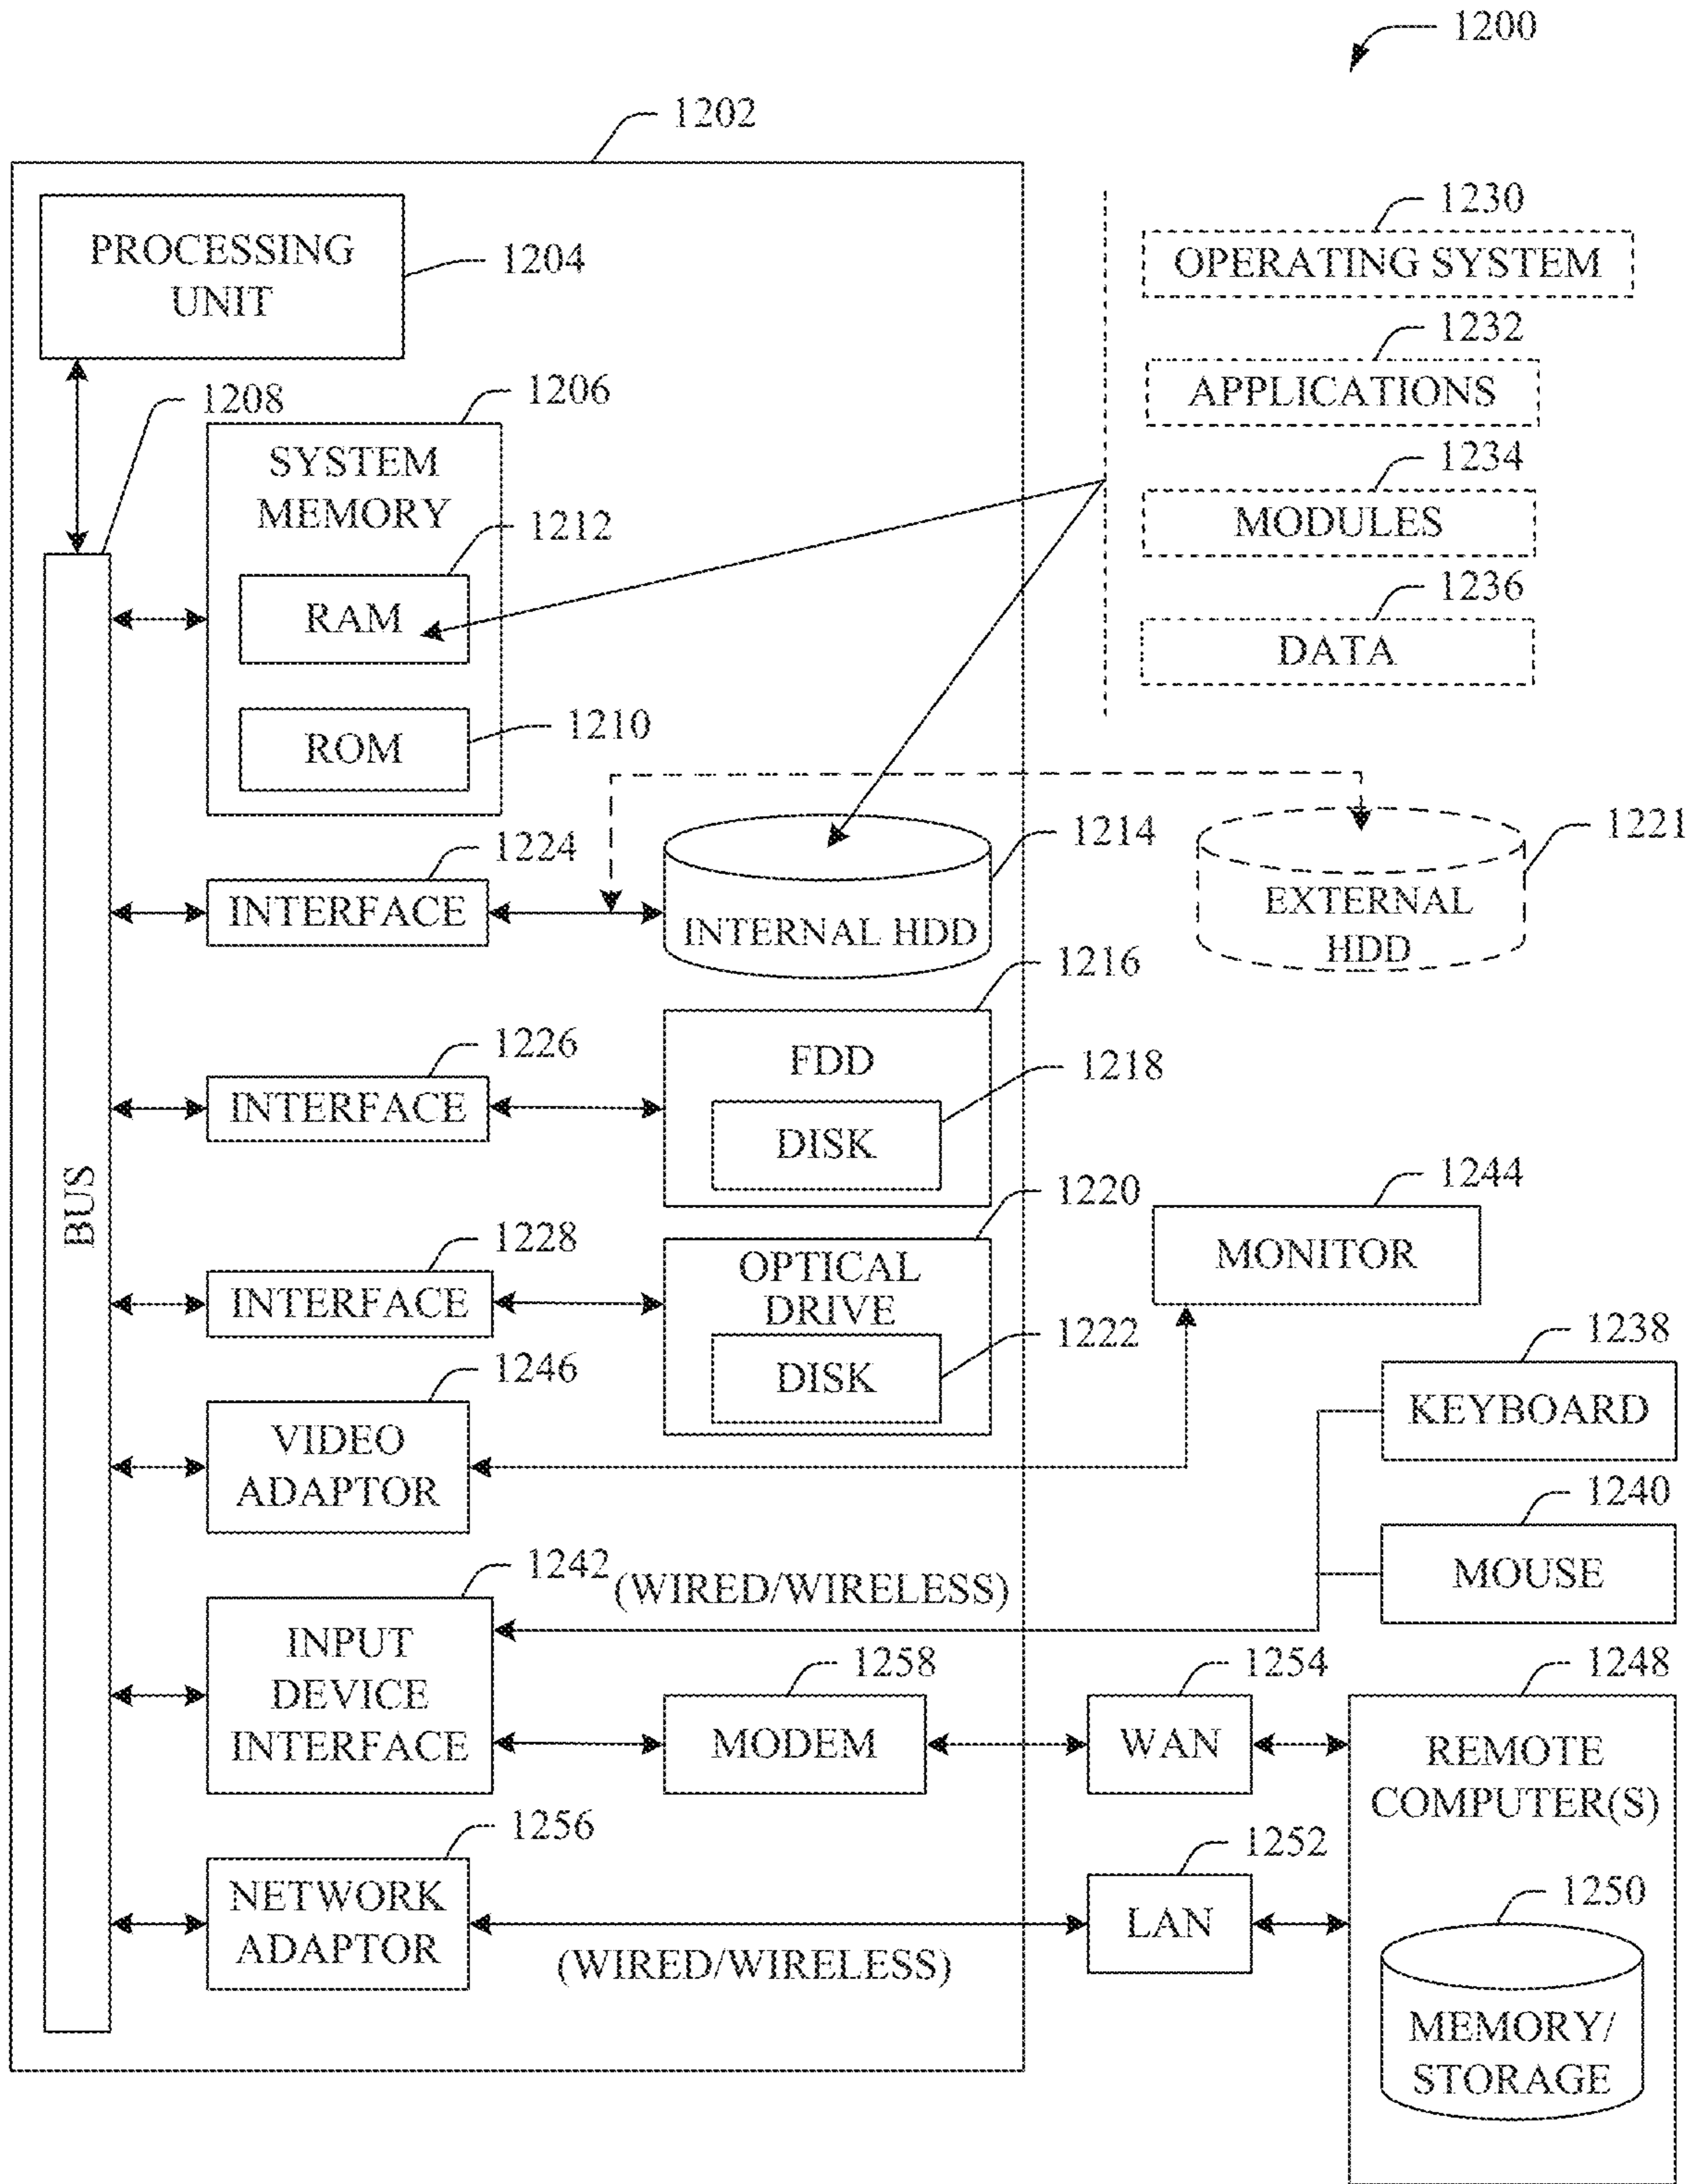 1200
1202
PROCESSING
UNIT
1204
1230
OPERATING SYSTEM
1232
APPLICATIONS
1234
MODULES
1236
DATA
1208
1206
SYSTEM
MEMORY
1212
RAM
1210
ROM
1224
INTERFACE
1214
INTERNAL HDD
1221
EXTERNAL
HDD
1226
INTERFACE
1216
FDD
1218
DISK
BUS
1228
INTERFACE
1220
OPTICAL
DRIVE
1222
DISK
1244
MONITOR
1246
VIDEO
ADAPTOR
1238
KEYBOARD
1240
MOUSE
1242
(WIRED/WIRELESS)
INPUT
DEVICE
INTERFACE
1258
MODEM
1254
WAN
1248
REMOTE
COMPUTER(S)
1256
NETWORK
ADAPTOR
(WIRED/WIRELESS)
1252
LAN
1250
MEMORY/
STORAGE